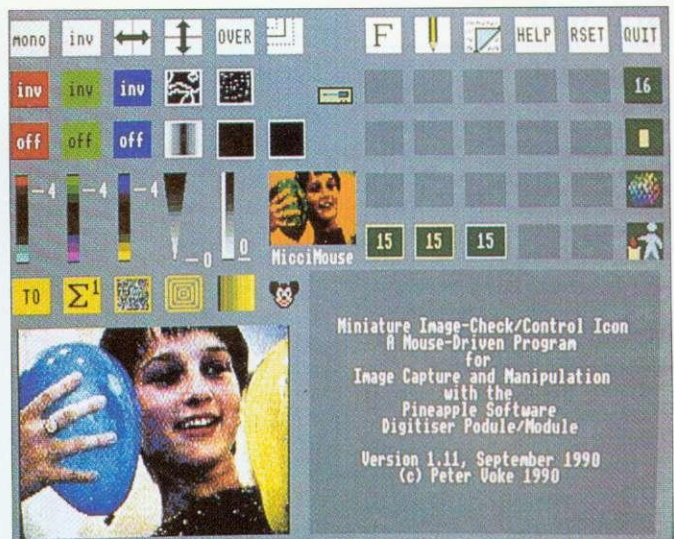 mono inv OVER F HELP RSET QUIT
inv inv inv 16
off off off
4 4 4 0 0
MicciMouse
15 15 15
TO Σ1
Miniature Image-Check/Control Icon
A Mouse-Driven Program
for
Image Capture and Manipulation
with the
Pineapple Software
Digitiser Podule/Module
Version 1.11, September 1990
(c) Peter Voke 1990